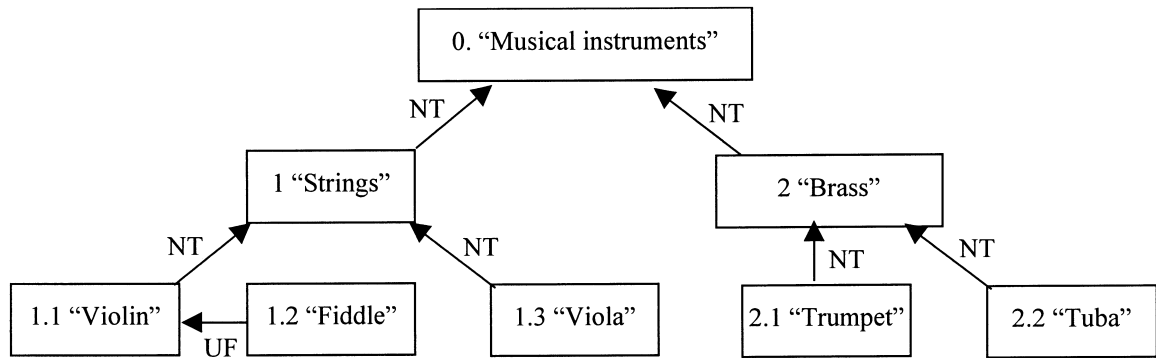 0. “Musical instruments”
NT
NT
1 “Strings”
2 “Brass”
NT
NT
NT
NT
1.1 “Violin”
1.2 “Fiddle”
1.3 “Viola”
2.1 “Trumpet”
2.2 “Tuba”
UF